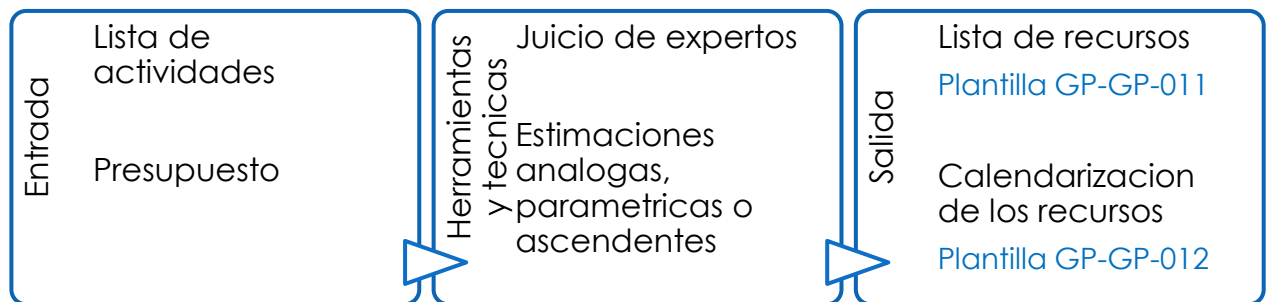 Entrada
Lista de
actividades
Presupuesto
Herramientas
y tecnicas
Juicio de expertos
Estimaciones
analogas,
parametricas o
ascendentes
Salida
Lista de recursos
Plantilla GP-GP-011
Calendarizacion
de los recursos
Plantilla GP-GP-012